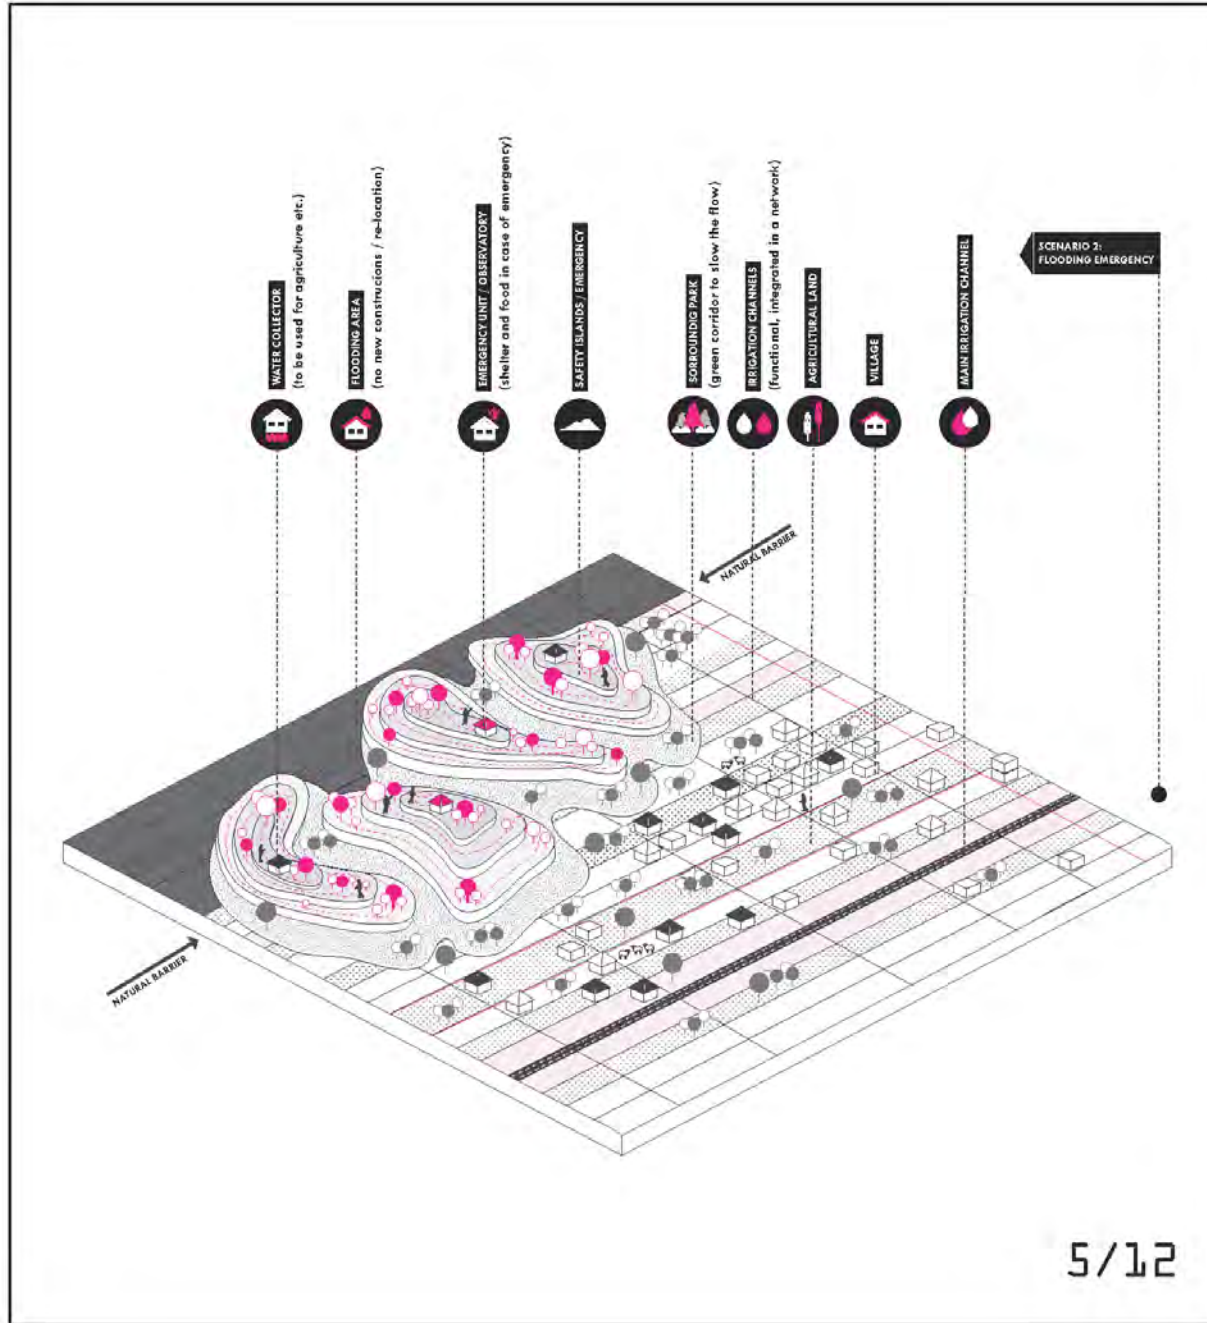 WATER COLLECTOR
(to be used for agriculture etc.)
FLOODING AREA
(no new construcions / re-location)
EMERGENCY UNIT / OBSERVATORY
(shelter and food in case of emergency)
SAFETY ISLANDS / EMERGENCY
SORROUNDIG PARK
(green corridor to slow the flow)
IRRIGATION CHANNELS
(functional, integrated in a network)
AGRICULTURAL LAND
VILLAGE
MAIN IRRIGATION CHANNEL
SCENARIO 2:
FLOODING EMERGENCY
NATURAL BARRIER
NATURAL BARRIER
5/12